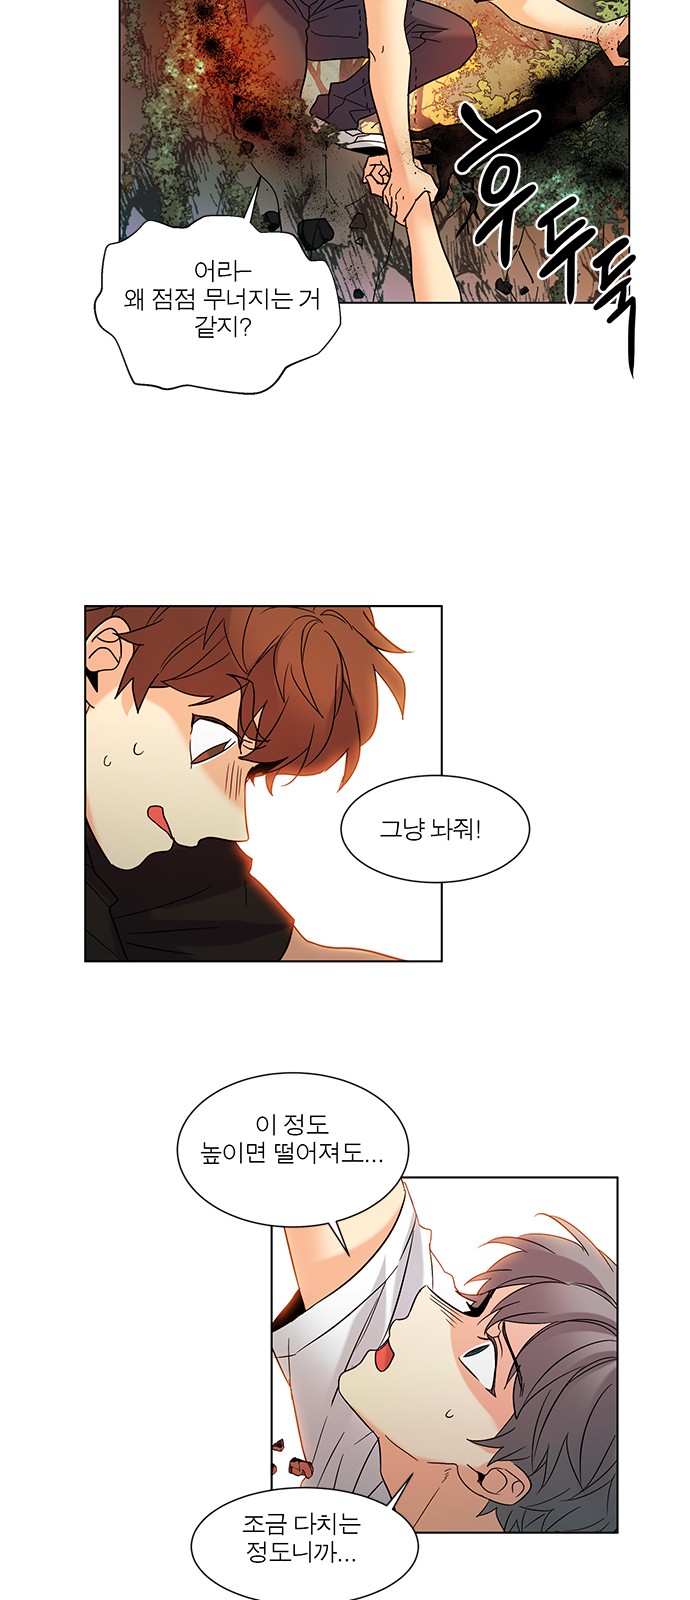 후두둑
어라–
왜 점점 무너지는 거
같지?
그냥 놔줘!
이 정도
높이면 떨어져도...
조금 다치는
정도니까...